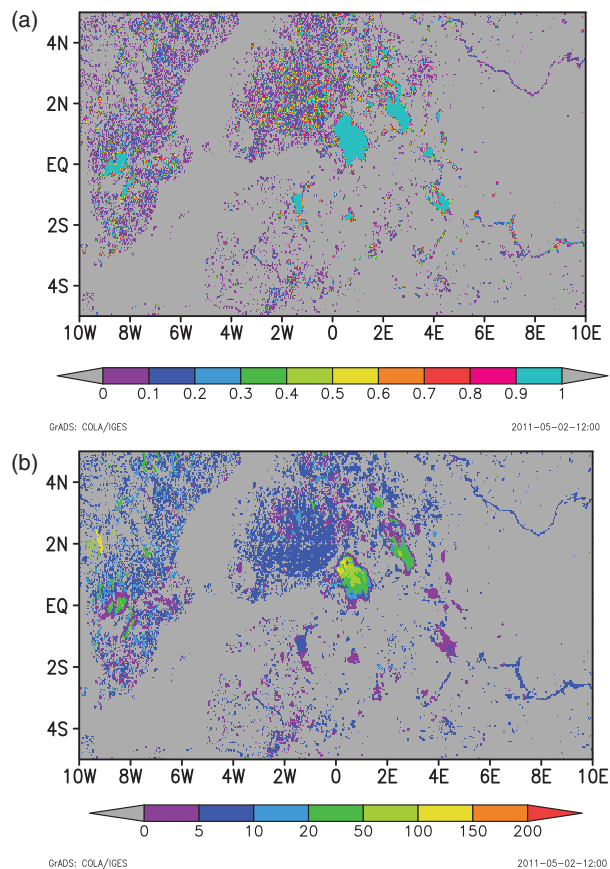 (a)
4N
2N
EQ
2S
4S
10W 8W 6W 4W 2W 0 2E 4E 6E 8E 10E
0 0.1 0.2 0.3 0.4 0.5 0.6 0.7 0.8 0.9 1
GrADS: COLA/IGES 2011-05-02-12:00
(b)
4N
2N
EQ
2S
4S
10W 8W 6W 4W 2W 0 2E 4E 6E 8E 10E
0 5 10 20 50 100 150 200
GrADS: COLA/IGES 2011-05-02-12:00